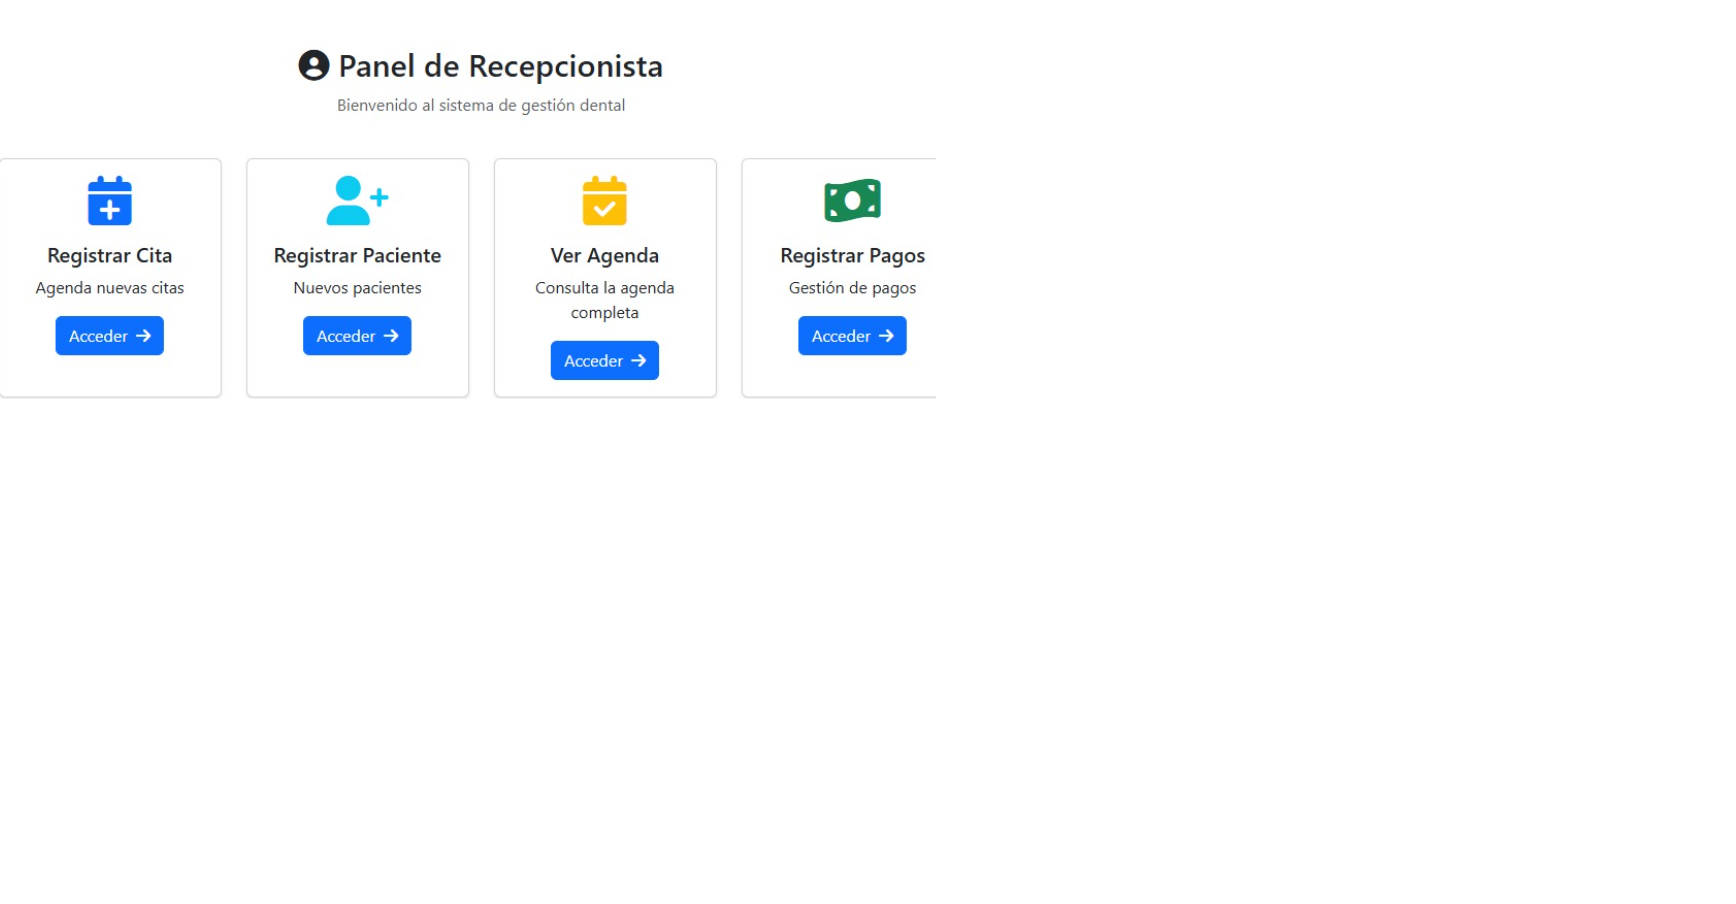 Panel de Recepcionista
Bienvenido al sistema de gestión dental
Registrar Cita
Agenda nuevas citas
Acceder
Registrar Paciente
Nuevos pacientes
Acceder
Ver Agenda
Consulta la agenda
completa
Acceder
Registrar Pagos
Gestión de pagos
Acceder